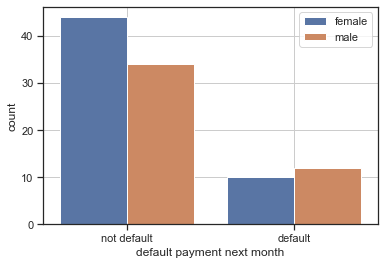 40
30
20
10
0
count
female
male
not default
default
default payment next month